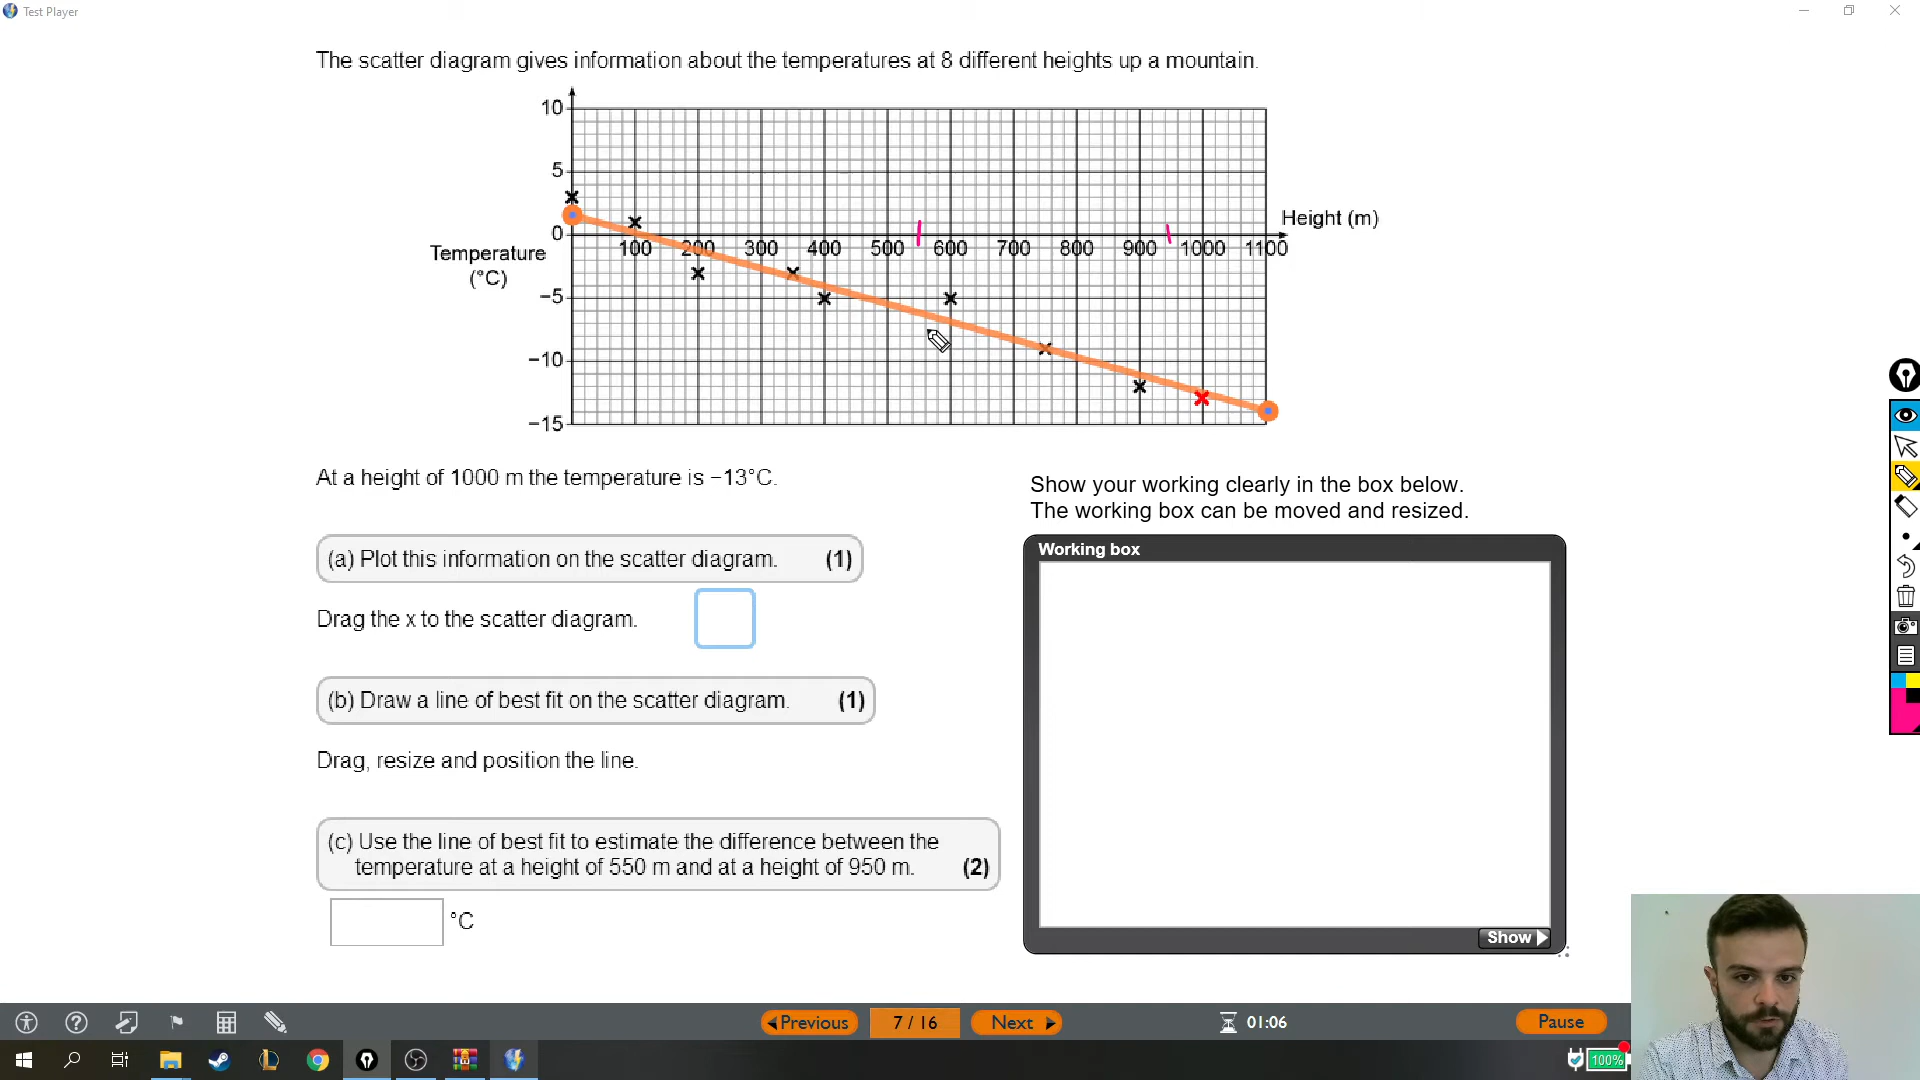 Test Player
The scatter diagram gives information about the temperatures at 8 different heights up a mountain.
10
5
0
−5
−10
−15
Temperature
(°C)
100 200 300 400 500 600 700 800 900 1000 1100
Height (m)
At a height of 1000 m the temperature is −13°C.
(a) Plot this information on the scatter diagram. (1)
Drag the x to the scatter diagram.
(b) Draw a line of best fit on the scatter diagram. (1)
Drag, resize and position the line.
(c) Use the line of best fit to estimate the difference between the
temperature at a height of 550 m and at a height of 950 m. (2)
°C
Show your working clearly in the box below.
The working box can be moved and resized.
Working box
Show
Previous 7 / 16 Next 01:06 Pause
100%